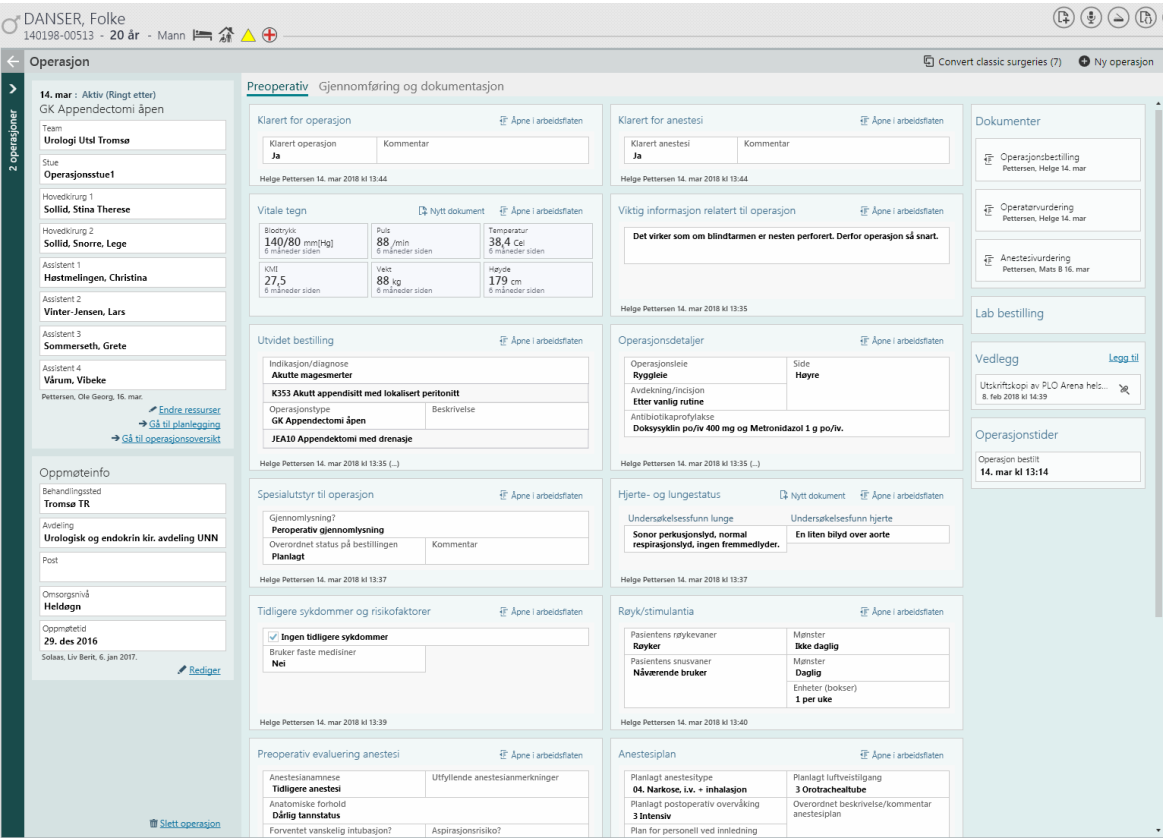 DANSER, Folke
140198-00513 - 20 år - Mann
Operasjon
Convert classic surgeries (7)
Ny operasjon
2 operasjoner
14. mar : Aktiv (Ringt etter)
GK Appendectomi åpen
Team
Urologi Utsl Tromsø
Stue
Operasjonsstue1
Hovedkirurg 1
Sollid, Stina Therese
Hovedkirurg 2
Sollid, Snorre, Lege
Assistent 1
Høstmelingen, Christina
Assistent 2
Vinter-Jensen, Lars
Assistent 3
Sommerseth, Grete
Assistent 4
Vårum, Vibeke
Pettersen, Ole Georg, 16. mar.
Endre ressurser
Gå til planlegging
Gå til operasjonsoversikt
Oppmøteinfo
Behandlingssted
Tromsø TR
Avdeling
Urologisk og endokrin kir. avdeling UNN
Post
Omsorgsnivå
Heldøgn
Oppmøtetid
29. des 2016
Solaas, Liv Berit, 6. jan 2017.
Rediger
Slett operasjon
Preoperativ
Gjennomføring og dokumentasjon
Klarert for operasjon
Åpne i arbeidsflaten
Klarert operasjon
Ja
Kommentar
Helge Pettersen 14. mar 2018 kl 13:44
Klarert for anestesi
Åpne i arbeidsflaten
Klarert anestesi
Ja
Kommentar
Helge Pettersen 14. mar 2018 kl 13:44
Vitale tegn
Nytt dokument
Åpne i arbeidsflaten
Blodtrykk
140/80 mm[Hg]
6 måneder siden
Puls
88 /min
6 måneder siden
Temperatur
38,4 Cel
6 måneder siden
KMI
27,5
6 måneder siden
Vekt
88 kg
6 måneder siden
Høyde
179 cm
6 måneder siden
Viktig informasjon relatert til operasjon
Åpne i arbeidsflaten
Det virker som om blindtarmen er nesten perforert. Derfor operasjon så snart.
Helge Pettersen 14. mar 2018 kl 13:35
Utvidet bestilling
Åpne i arbeidsflaten
Indikasjon/diagnose
Akutte magesmerter
K353 Akutt appendisitt med lokalisert peritonitt
Operasjonstype
GK Appendectomi åpen
Beskrivelse
JEA10 Appendektomi med drenasje
Helge Pettersen 14. mar 2018 kl 13:35 (...)
Operasjonsdetaljer
Åpne i arbeidsflaten
Operasjonsleie
Ryggleie
Side
Høyre
Avdekning/incisjon
Etter vanlig rutine
Antibiotikaprofylakse
Doksysyklin po/iv 400 mg og Metronidazol 1 g po/iv.
Helge Pettersen 14. mar 2018 kl 13:35 (...)
Spesialutstyr til operasjon
Åpne i arbeidsflaten
Gjennomlysning?
Peroperativ gjennomlysning
Overordnet status på bestillingen
Planlagt
Kommentar
Helge Pettersen 14. mar 2018 kl 13:37
Hjerte- og lungestatus
Nytt dokument
Åpne i arbeidsflaten
Undersøkelsessfunn lunge
Sonor perkusjonslyd, normal
respirasjonslyd, ingen fremmedlyder.
Undersøkelsesfunn hjerte
En liten bilyd over aorte
Helge Pettersen 14. mar 2018 kl 13:37
Tidligere sykdommer og risikofaktorer
Åpne i arbeidsflaten
Ingen tidligere sykdommer
Bruker faste medisiner
Nei
Helge Pettersen 14. mar 2018 kl 13:39
Røyk/stimulantia
Åpne i arbeidsflaten
Pasientens røykevaner
Røyker
Mønster
Ikke daglig
Pasientens snusvaner
Nåværende bruker
Mønster
Daglig
Enheter (bokser)
1 per uke
Helge Pettersen 14. mar 2018 kl 13:40
Preoperativ evaluering anestesi
Åpne i arbeidsflaten
Anestesianamnese
Tidligere anestesi
Utfyllende anestesianmerkninger
Anatomiske forhold
Dårlig tannstatus
Forventet vanskelig intubasjon?
Aspirasjonsrisiko?
Anestesiplan
Åpne i arbeidsflaten
Planlagt anestesitype
04. Narkose, i.v. + inhalasjon
Planlagt luftveistilgang
3 Orotrachealtube
Planlagt postoperativ overvåking
3 Intensiv
Overordnet beskrivelse/kommentar
anestesiplan
Plan for personell ved innledning
Dokumenter
Operasjonsbestilling
Pettersen, Helge 14. mar
Operatørvurdering
Pettersen, Helge 14. mar
Anestesivurdering
Pettersen, Mats B 16. mar
Lab bestilling
Vedlegg
Legg til
Utskriftskopi av PLO Arena hels...
8. feb 2018 kl 14:39
Operasjonstider
Operasjon bestilt
14. mar kl 13:14